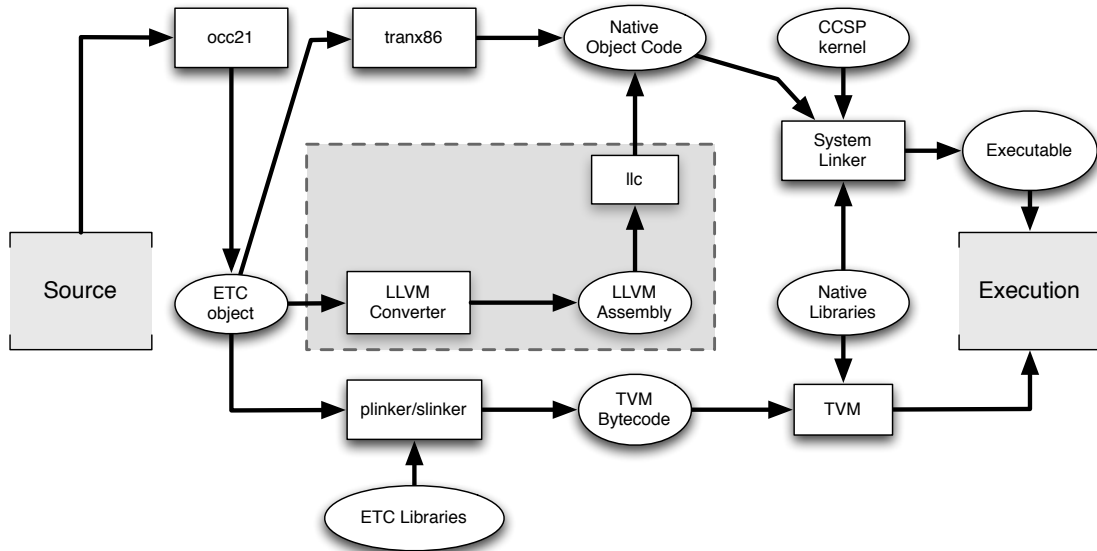 occ21
tranx86
Native
Object Code
CCSP
kernel
System
Linker
Executable
llc
Source
ETC
object
LLVM
Converter
LLVM
Assembly
Native
Libraries
Execution
plinker/slinker
TVM
Bytecode
TVM
ETC Libraries